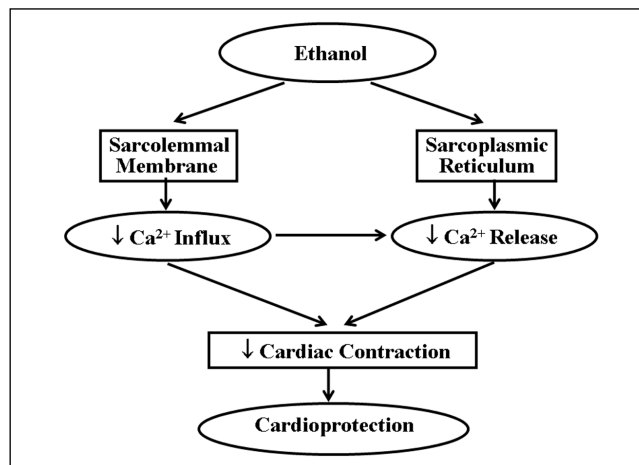 Ethanol
Sarcolemmal
Membrane
Sarcoplasmic
Reticulum
↓ Ca²⁺ Influx
↓ Ca²⁺ Release
↓ Cardiac Contraction
Cardioprotection